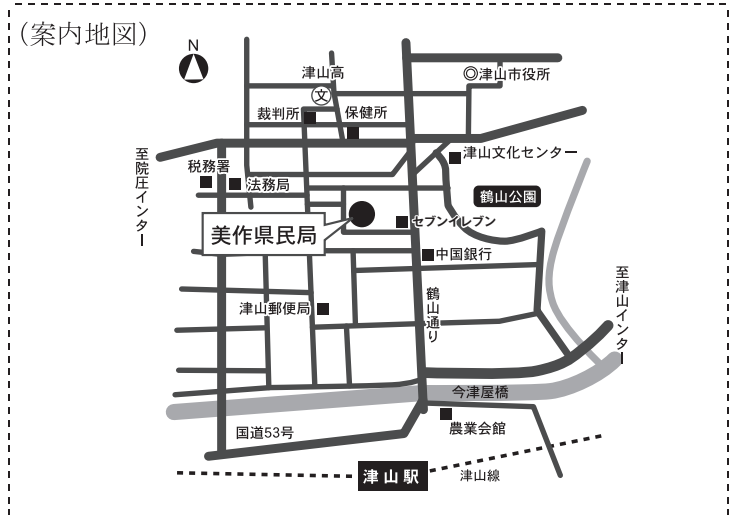 （案内地図）
N
津山高
◎津山市役所
文
裁判所
保健所
至院庄インター
税務署
法務局
津山文化センター
鶴山公園
美作県民局
セブンイレブン
中国銀行
至津山インター
津山郵便局
鶴山通り
今津屋橋
国道53号
農業会館
津山駅
津山線